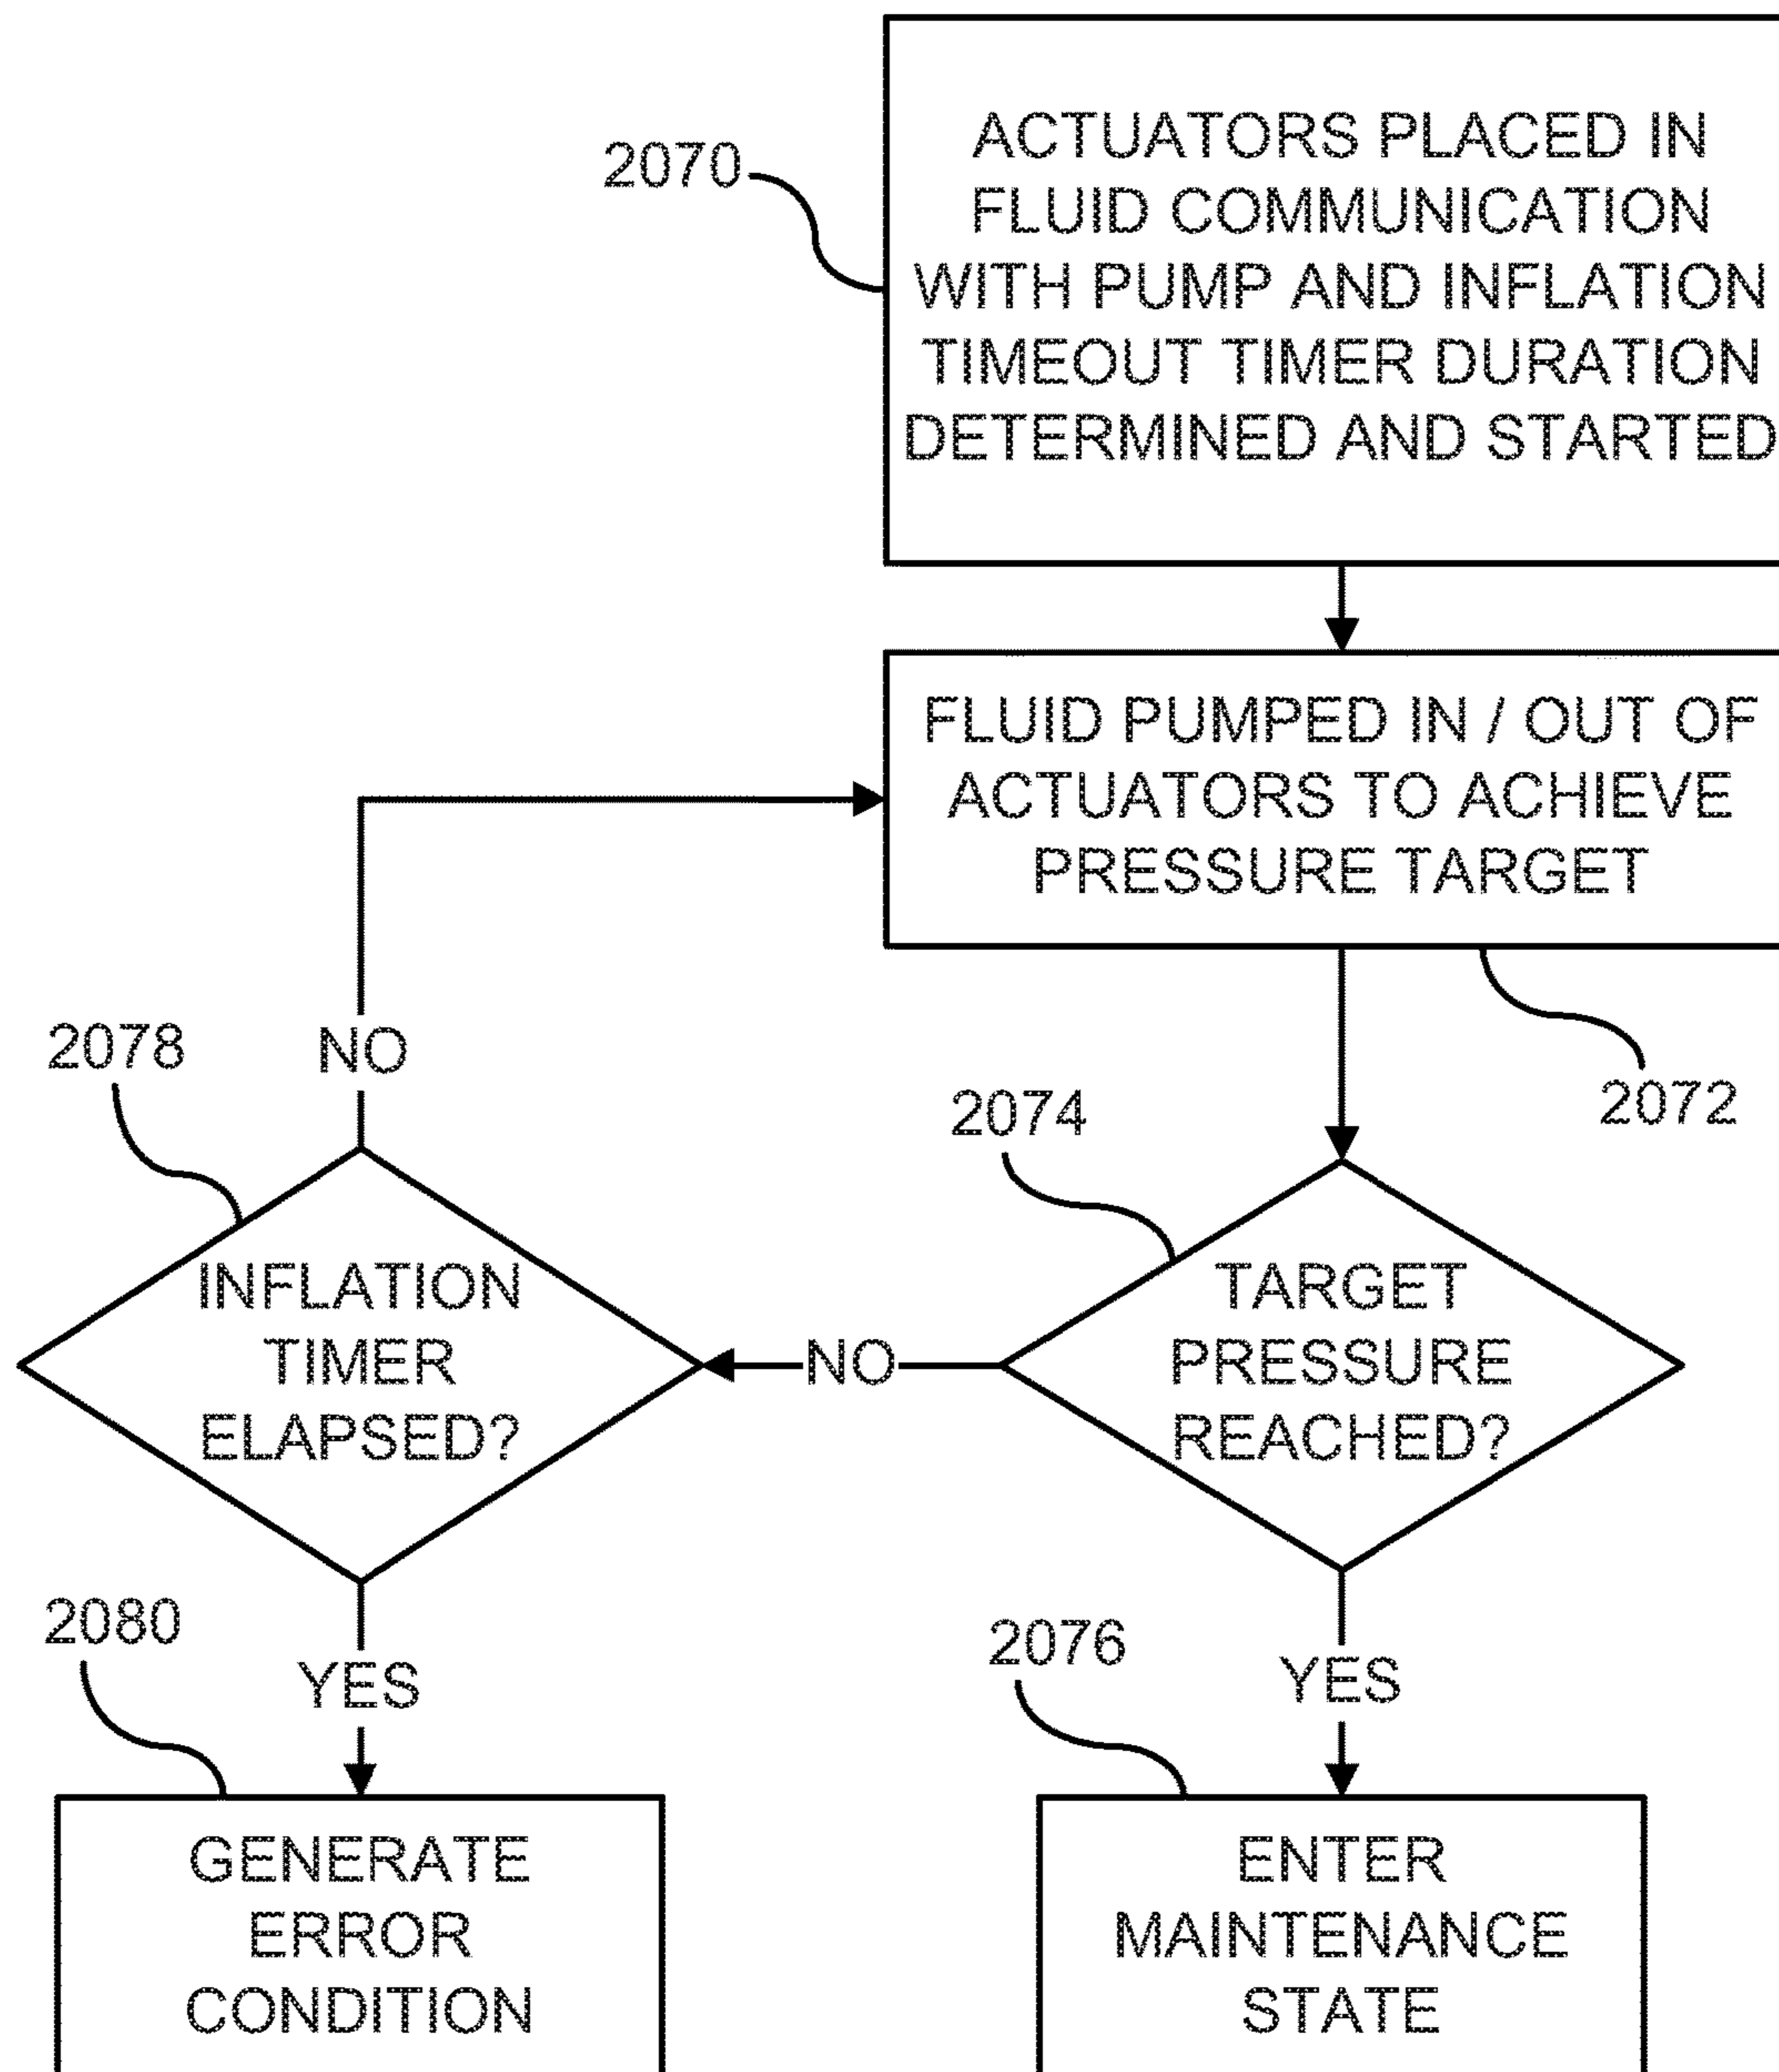 2070
ACTUATORS PLACED IN
FLUID COMMUNICATION
WITH PUMP AND INFLATION
TIMEOUT TIMER DURATION
DETERMINED AND STARTED
FLUID PUMPED IN / OUT OF
ACTUATORS TO ACHIEVE
PRESSURE TARGET
2072
2074
TARGET
PRESSURE
REACHED?
NO
2078
INFLATION
TIMER
ELAPSED?
NO
YES
2080
GENERATE
ERROR
CONDITION
YES
2076
ENTER
MAINTENANCE
STATE